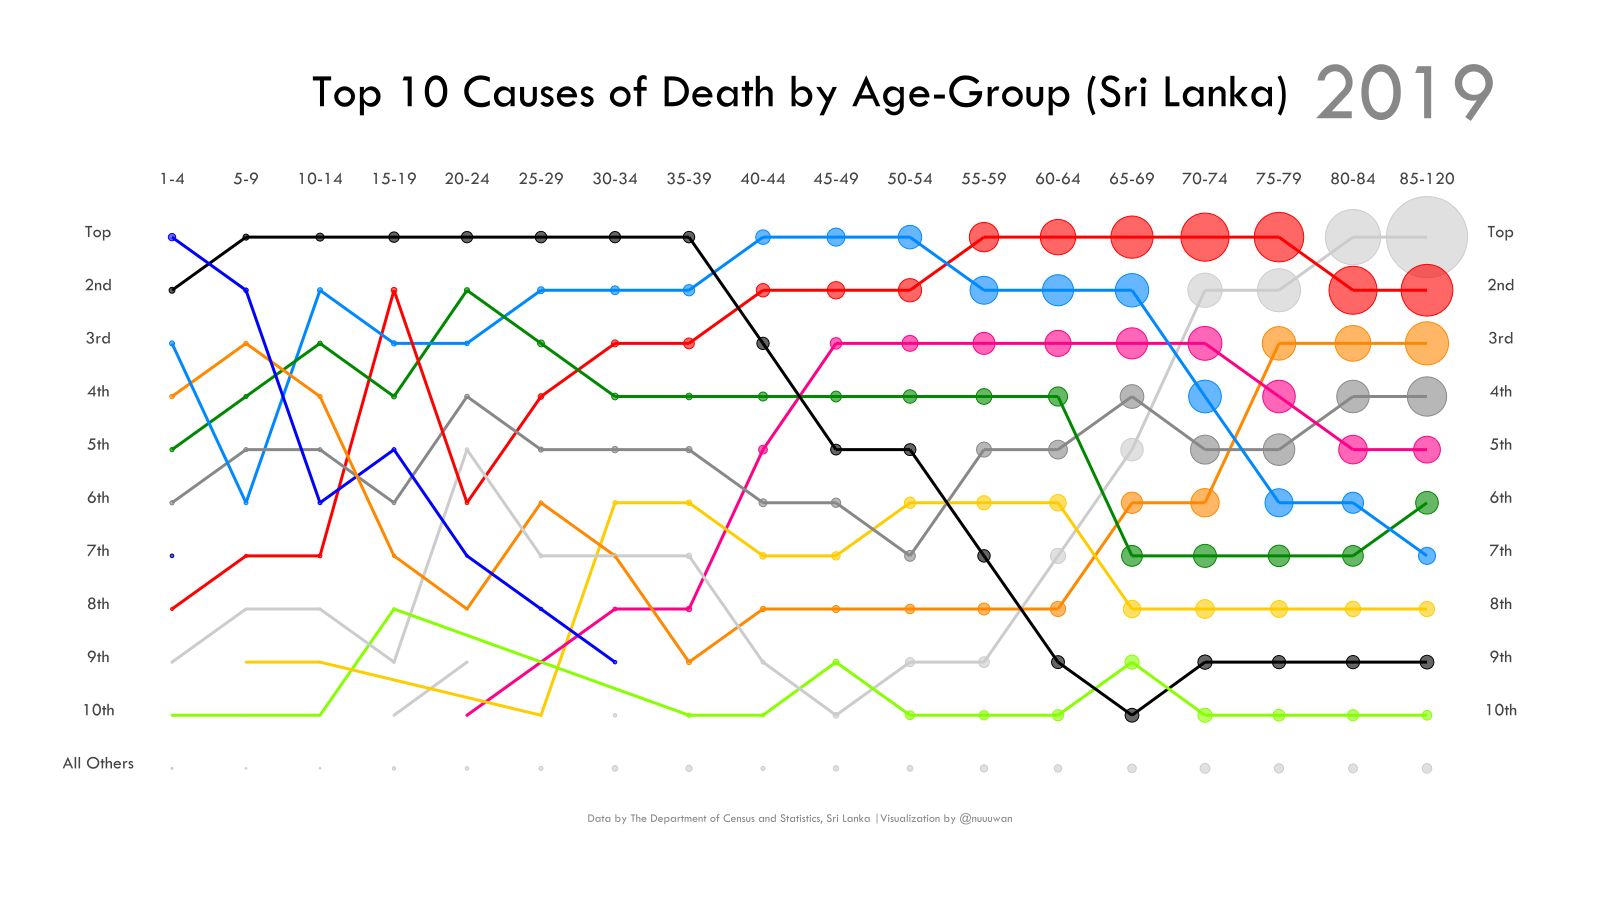 Top 10 Causes of Death by Age-Group (Sri Lanka) 2019
1-4 5-9 10-14 15-19 20-24 25-29 30-34 35-39 40-44 45-49 50-54 55-59 60-64 65-69 70-74 75-79 80-84 85-120
Top Top
2nd 2nd
3rd 3rd
4th 4th
5th 5th
6th 6th
7th 7th
8th 8th
9th 9th
10th 10th
All Others
Data by The Department of Census and Statistics, Sri Lanka | Visualization by @nuuuwan